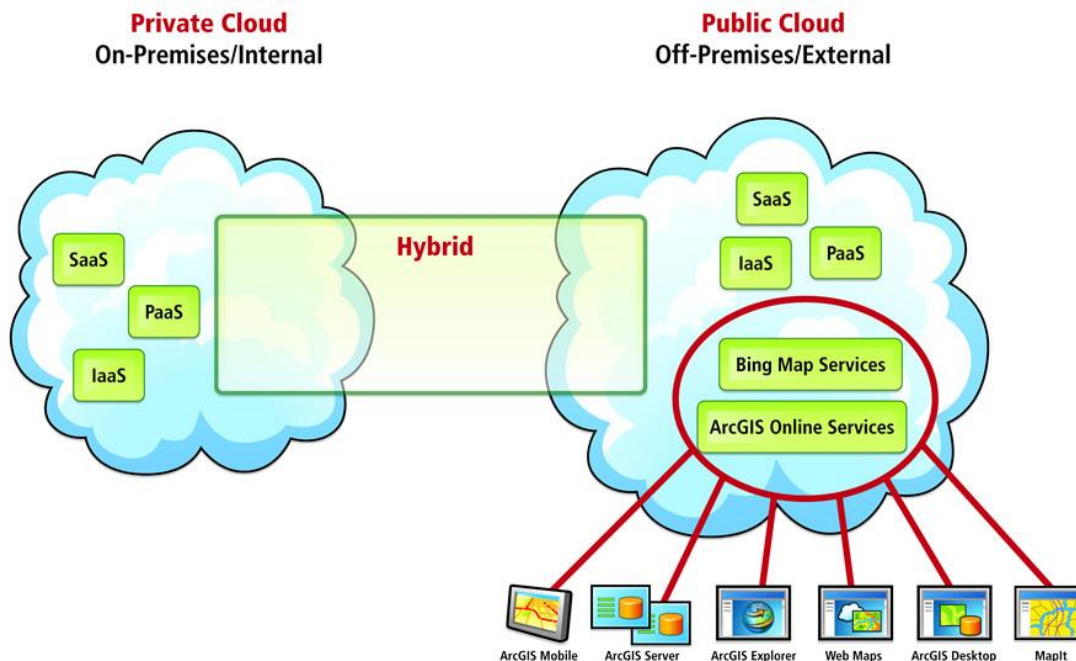 Private Cloud
On-Premises/Internal
Public Cloud
Off-Premises/External
SaaS
PaaS
IaaS
Hybrid
SaaS
IaaS
PaaS
Bing Map Services
ArcGIS Online Services
ArcGIS Mobile
ArcGIS Server
ArcGIS Explorer
Web Maps
ArcGIS Desktop
MapIt